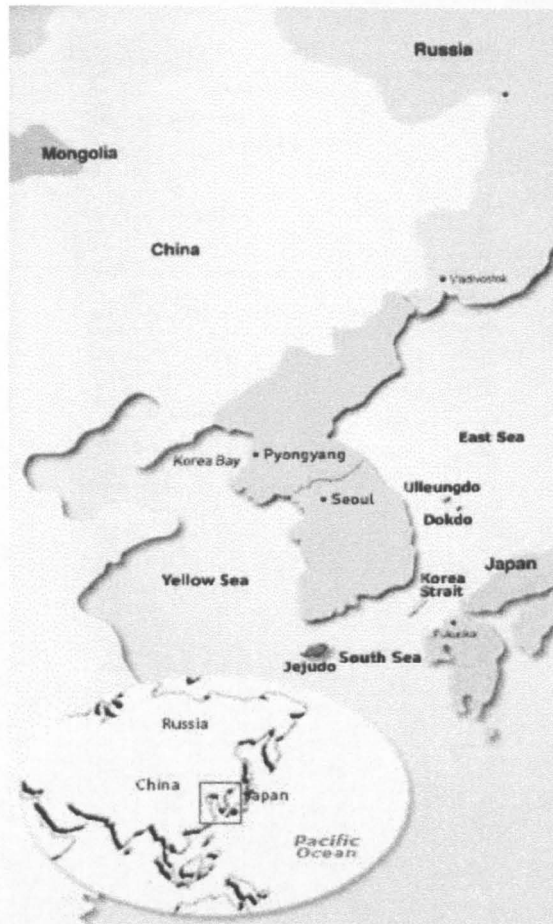 Russia
Mongolia
China
Vladivostok
East Sea
Korea Bay
Pyongyang
Ulleungdo
Seoul
Dokdo
Japan
Yellow Sea
Korea
Strait
Fukuoka
South Sea
Jejudo
Russia
China
Japan
Pacific
Ocean